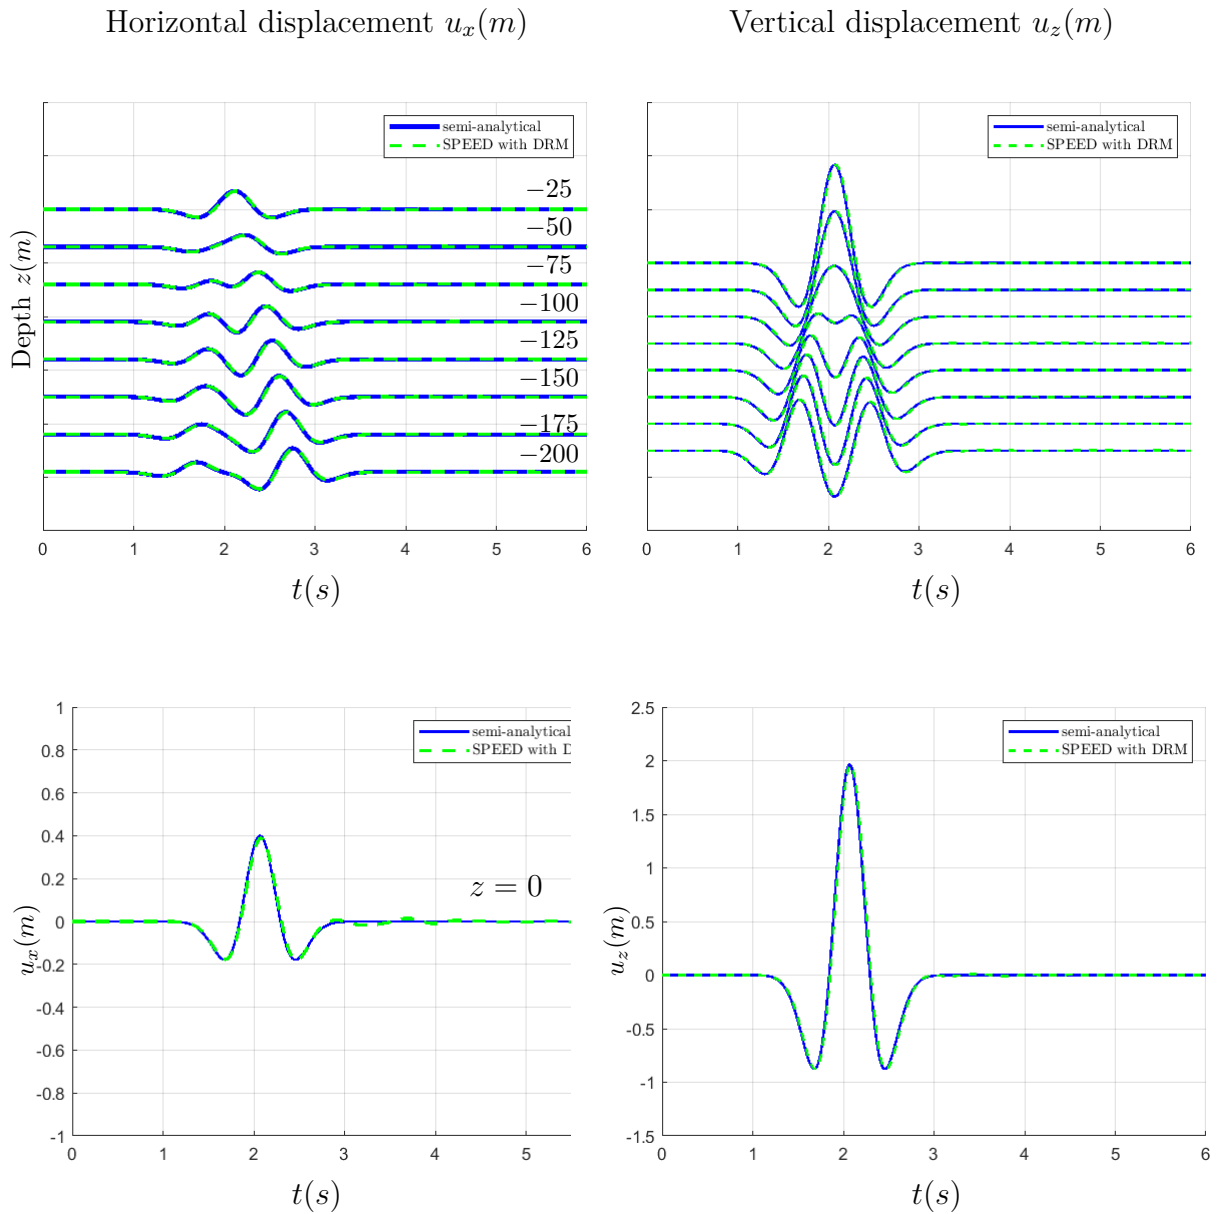 Horizontal displacement u_x(m)
Vertical displacement u_z(m)
semi-analytical
SPEED with DRM
−25
−50
−75
−100
−125
−150
−175
−200
Depth z(m)
0 1 2 3 4 5 6
t(s)
semi-analytical
SPEED with DRM
0 1 2 3 4 5 6
t(s)
1
0.8
0.6
0.4
0.2
0
-0.2
-0.4
-0.6
-0.8
-1
u_x(m)
semi-analytical
SPEED with D
z = 0
0 1 2 3 4 5
t(s)
2.5
2
1.5
1
0.5
0
-0.5
-1
-1.5
u_z(m)
semi-analytical
SPEED with DRM
0 1 2 3 4 5 6
t(s)